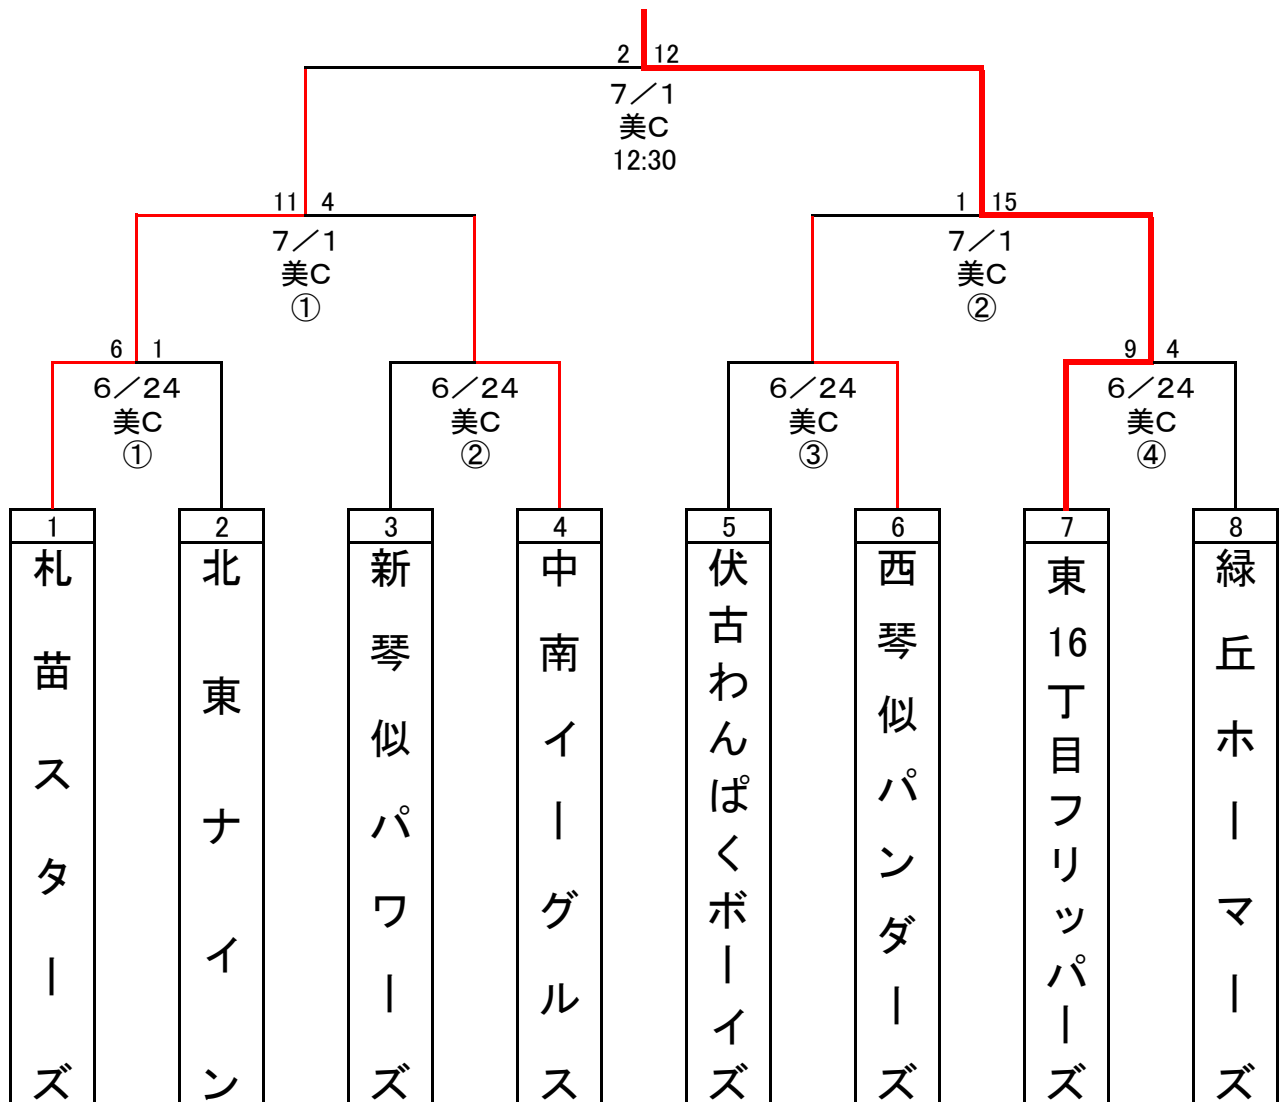 2 12
7／1
美C
12:30
11 4
7／1
美C
①
1 15
7／1
美C
②
6 1
6／24
美C
①
6／24
美C
②
6／24
美C
③
9 4
6／24
美C
④
1
札苗スターズ
2
北東ナイン
3
新琴似パワーズ
4
中南イーグルス
5
伏古わんぱくボーイズ
6
西琴似パンダーズ
7
東16丁目フリッパーズ
8
緑丘ホーマーズ